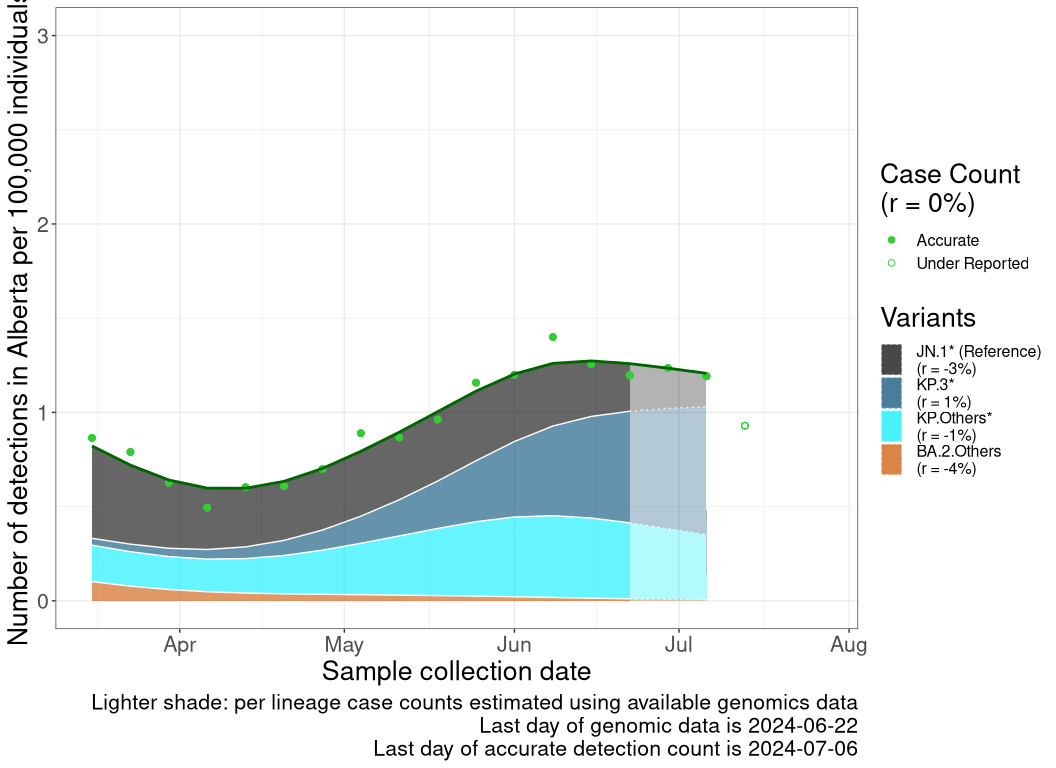 Number of detections in Alberta per 100,000 individuals
3
2
1
0
Apr
May
Jun
Jul
Aug
Sample collection date
Lighter shade: per lineage case counts estimated using available genomics data
Last day of genomic data is 2024-06-22
Last day of accurate detection count is 2024-07-06
Case Count
(r = 0%)
Accurate
Under Reported
Variants
JN.1* (Reference)
(r = -3%)
KP.3*
(r = 1%)
KP.Others*
(r = -1%)
BA.2.Others
(r = -4%)